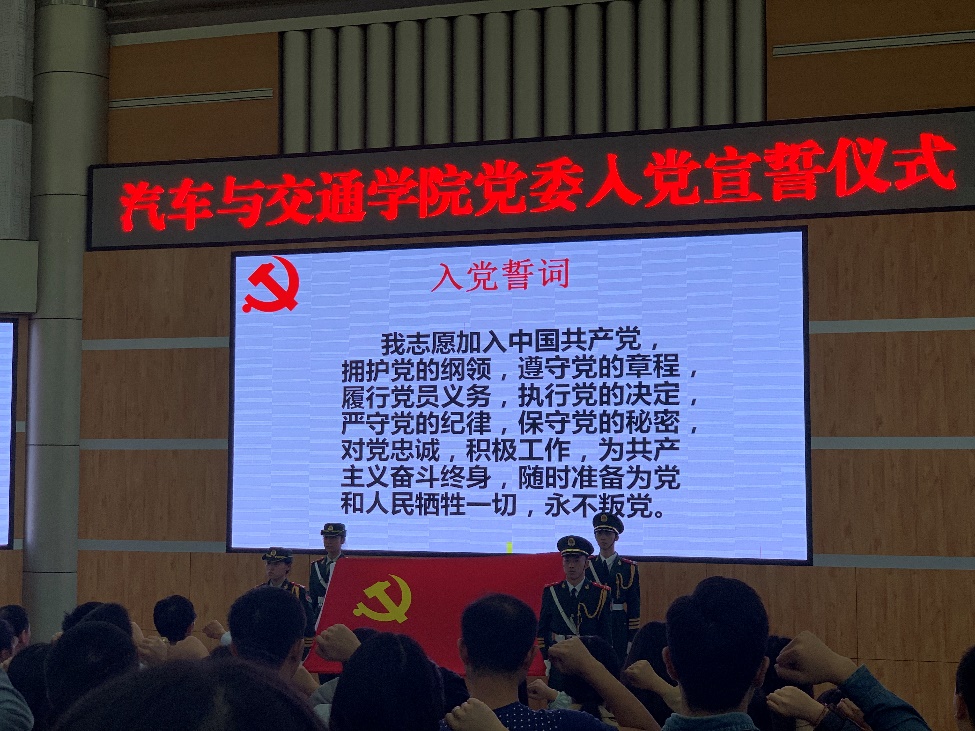 汽车与交通学院党委入党宣誓仪式
入党誓词
我志愿加入中国共产党，
拥护党的纲领，遵守党的章程，
履行党员义务，执行党的决定，
严守党的纪律，保守党的秘密，
对党忠诚，积极工作，为共产
主义奋斗终身，随时准备为党
和人民牺牲一切，永不叛党。